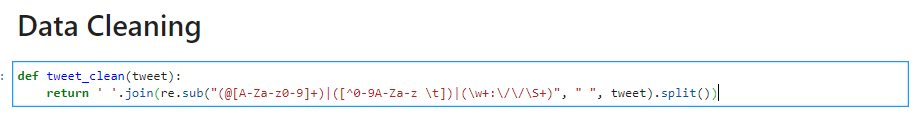 Data Cleaning
: def tweet_clean(tweet):
return ' '.join(re.sub("(@[A-Za-z0-9]+)|([^0-9A-Za-z \t])|(\w+:\/\/\S+)", " ", tweet).split())